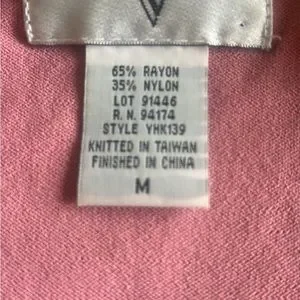 V
65% RAYON
35% NYLON
LOT 91446
R. N. 94174
STYLE YHK139
KNITTED IN TAIWAN
FINISHED IN CHINA
M